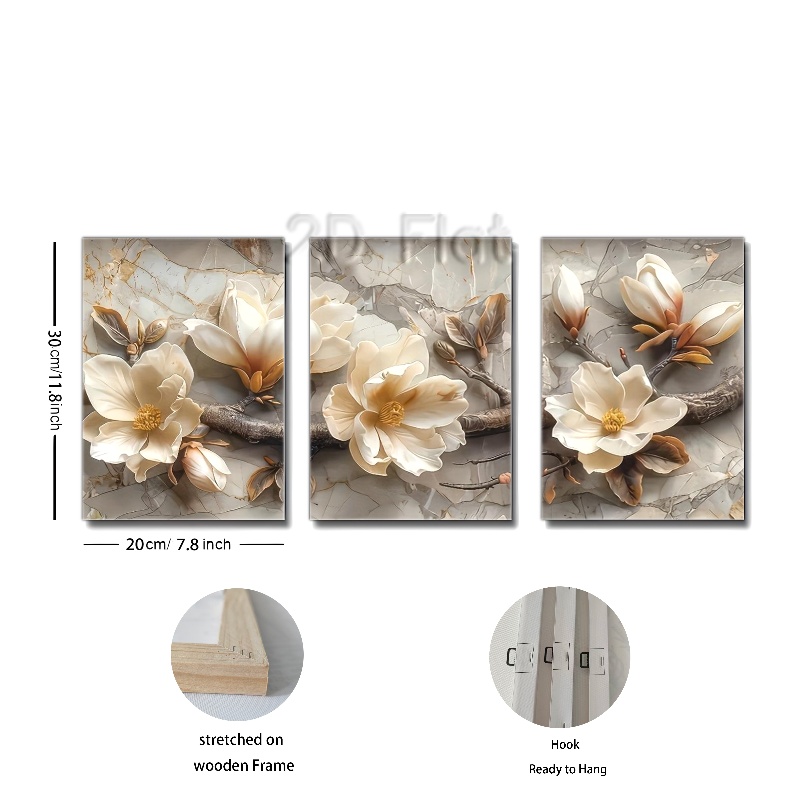 2D Flat
30cm/11.8inch
20cm/ 7.8 inch
stretched on
wooden Frame
Hook
Ready to Hang